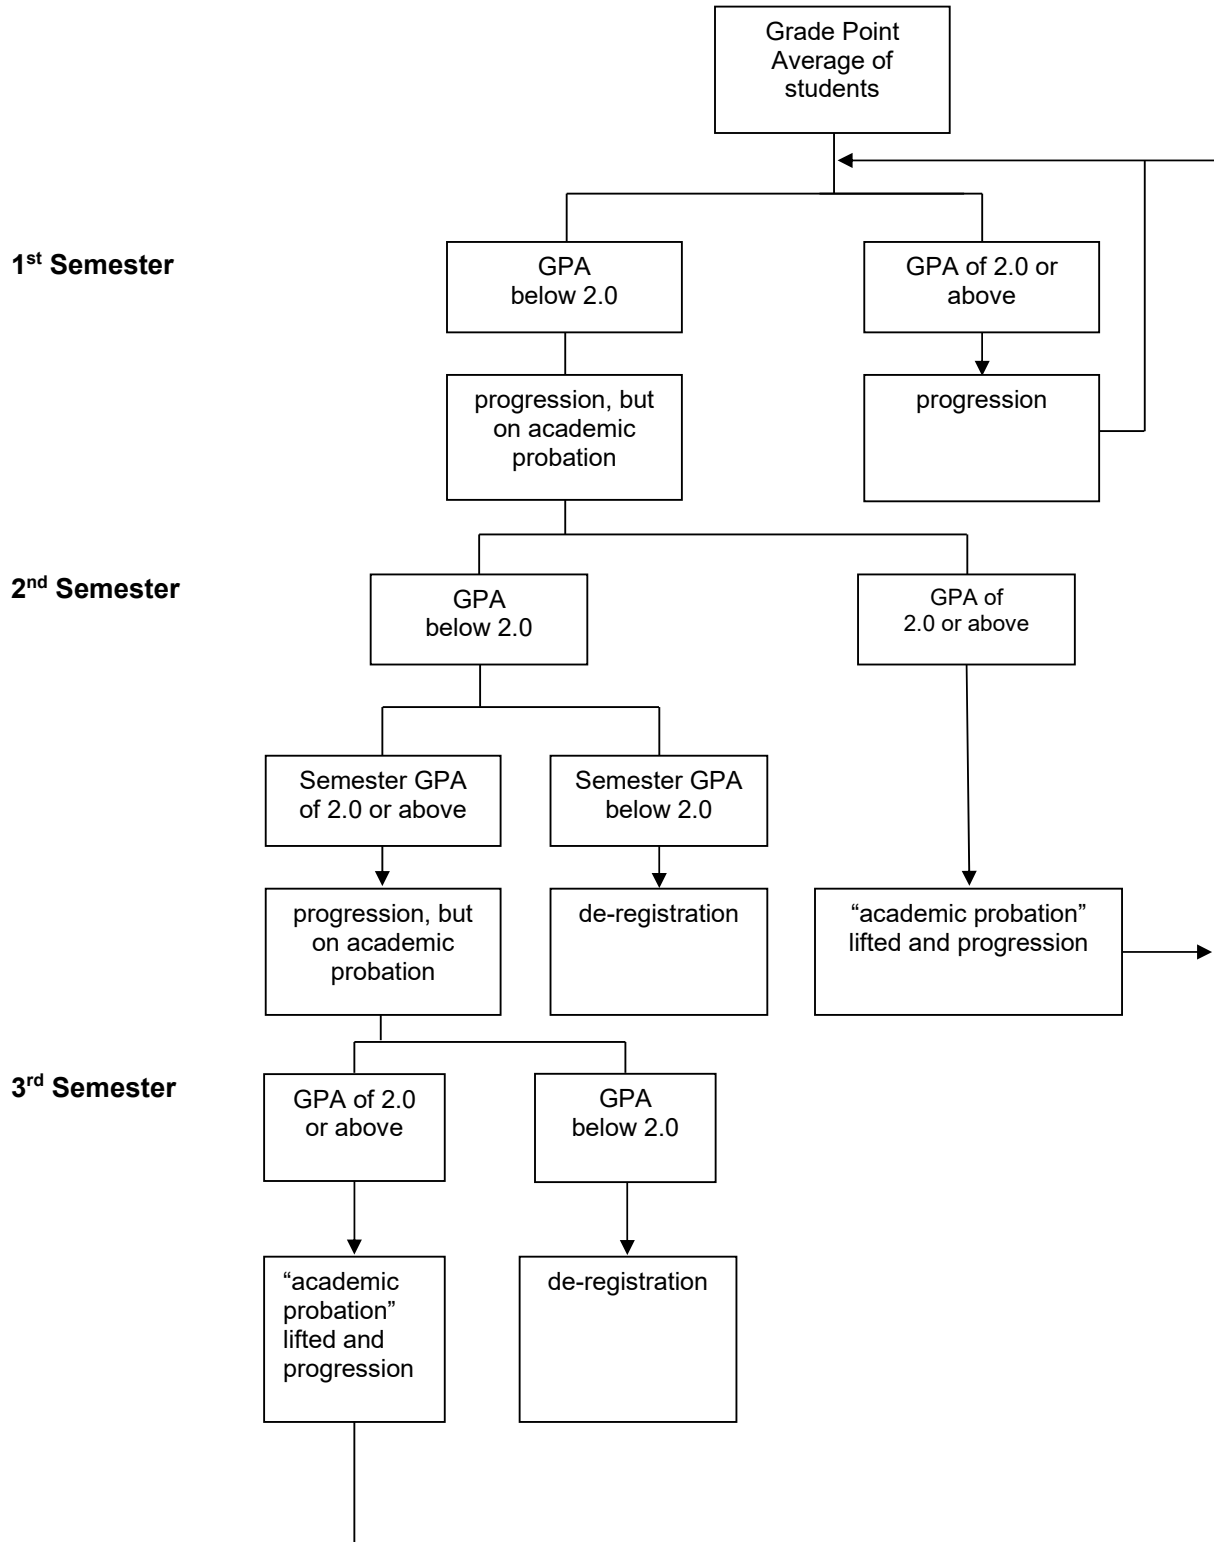 Grade Point
Average of
students
1st Semester
GPA
below 2.0
GPA of 2.0 or
above
progression, but
on academic
probation
progression
2nd Semester
GPA
below 2.0
GPA of
2.0 or above
Semester GPA
of 2.0 or above
Semester GPA
below 2.0
progression, but
on academic
probation
de-registration
“academic probation”
lifted and progression
3rd Semester
GPA of 2.0
or above
GPA
below 2.0
“academic
probation”
lifted and
progression
de-registration